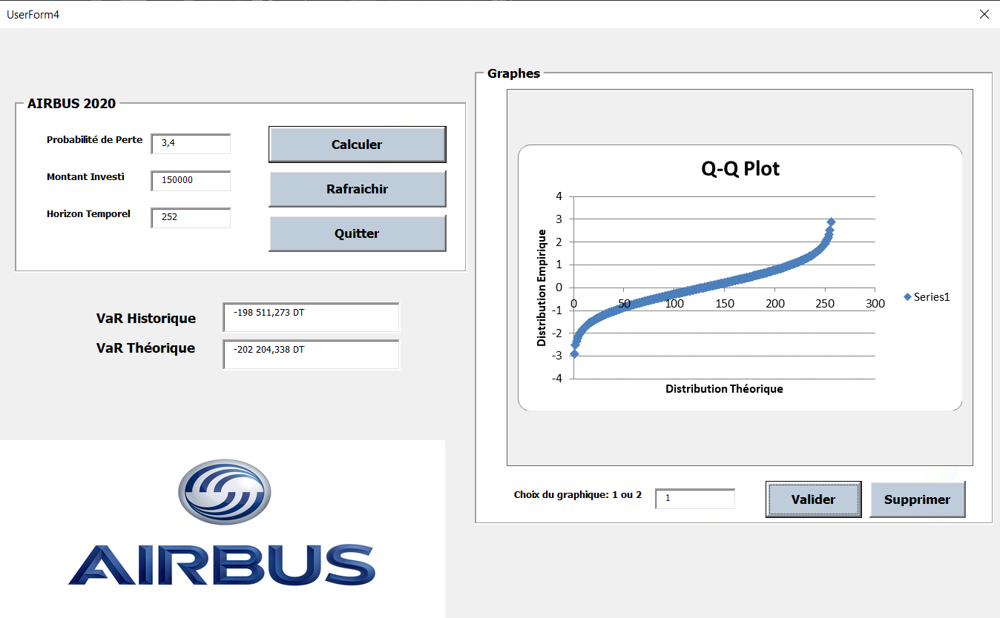 UserForm4
AIRBUS 2020
Probabilité de Perte 3,4
Montant Investi 150000
Horizon Temporel 252
Calculer
Rafraichir
Quitter
VaR Historique -198 511,273 DT
VaR Théorique -202 204,338 DT
AIRBUS
Graphes
Q-Q Plot
Distribution Empirique
4
3
2
1
0
-1
-2
-3
-4
0 50 100 150 200 250 300
Distribution Théorique
Series1
Choix du graphique: 1 ou 2 1
Valider
Supprimer